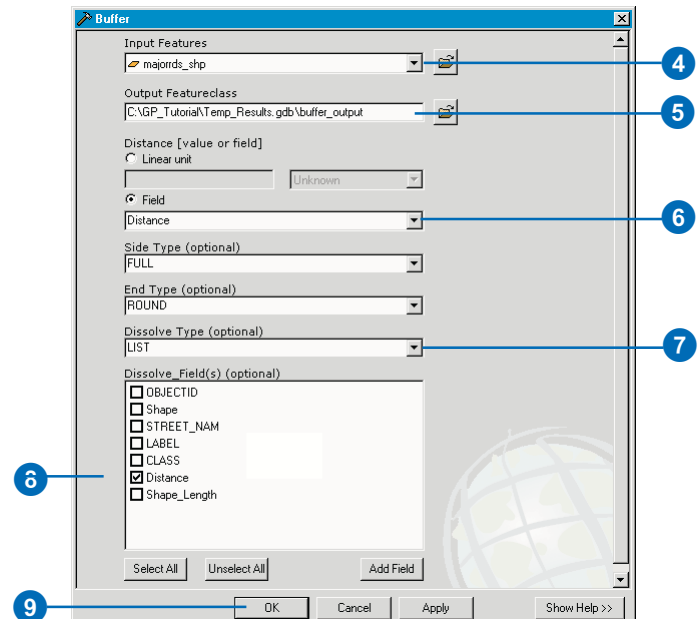 Buffer
Input Features
majorrds_shp
4
Output Featureclass
C:\GP_Tutorial\Temp_Results.gdb\buffer_output
5
Distance [value or field]
Linear unit
Unknown
Field
Distance
6
Side Type (optional)
FULL
End Type (optional)
ROUND
Dissolve Type (optional)
LIST
7
Dissolve_Field(s) (optional)
OBJECTID
Shape
STREET_NAM
LABEL
CLASS
8
Distance
Shape_Length
Select All Unselect All Add Field
9
OK Cancel Apply Show Help >>